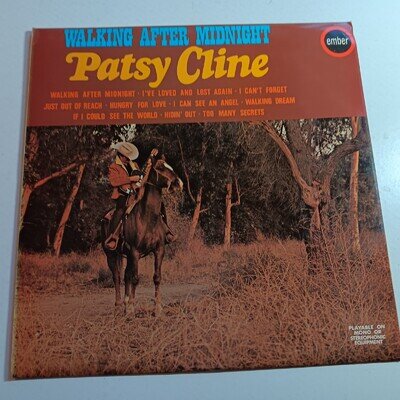 WALKING AFTER MIDNIGHT
ember
Patsy Cline
WALKING AFTER MIDNIGHT · I'VE LOVED AND LOST AGAIN · I CAN'T FORGET
JUST OUT OF REACH · HUNGRY FOR LOVE · I CAN SEE AN ANGEL · WALKING DREAM
IF I COULD SEE THE WORLD · HIDIN' OUT · TOO MANY SECRETS
PLAYABLE ON
MONO OR
STEREOPHONIC
EQUIPMENT